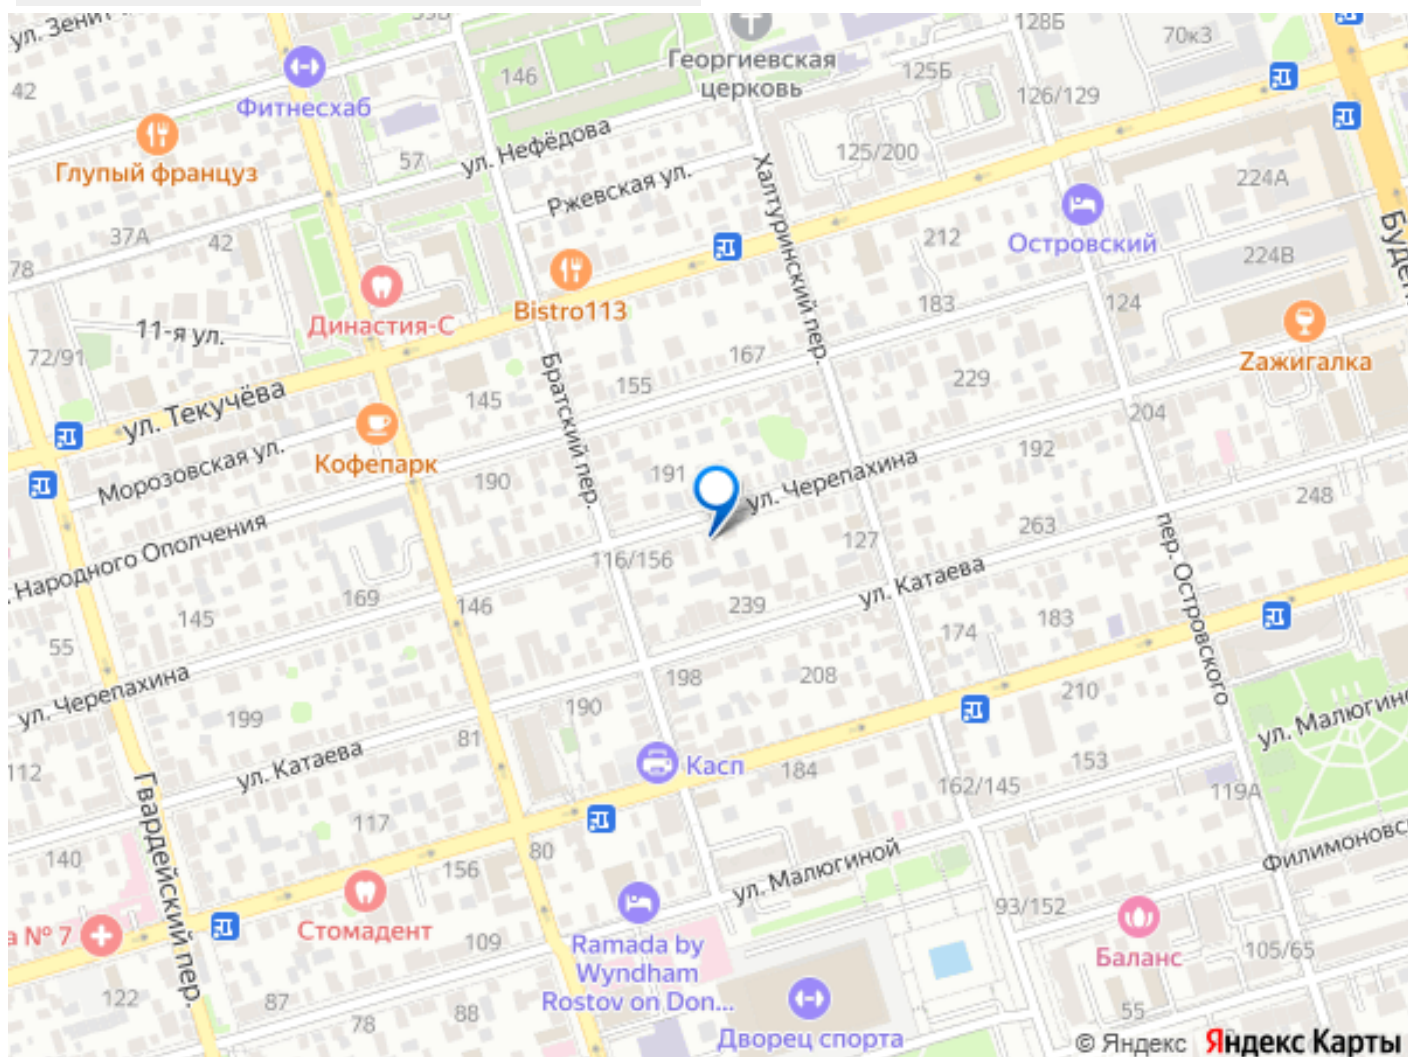 ул. Зенит
39В
128Б
70к3
Георгиевская
церковь
146
125Б
42
Фитнесхаб
126/129
ул. Нефёдова
57
125/200
Глупый француз
Ржевская ул.
Халтуринский пер.
224А
37А
42
212
Островский
224В
78
Буде
Bistro113
183
124
11-я ул.
Династия-С
72/91
167
Zажигалка
155
229
ул. Текучёва
145
Братский пер.
204
Кофепарк
Морозовская ул.
192
191
190
ул. Черепахина
248
Народного Ополчения
263
127
116/156
пер. Островского
ул. Катаева
169
146
239
145
183
174
55
198
208
ул. Черепахина
210
190
199
ул. Малюгино
81
ул. Катаева
Касп
184
153
112
162/145
119А
Гвардейский пер.
117
80
Филимоновс
140
156
ул. Малюгиной
93/152
Стомадент
а № 7
109
Ramada by
Wyndham
Rostov on Don...
Баланс
105/65
122
87
88
78
55
Дворец спорта
© Яндекс Яндекс Карты